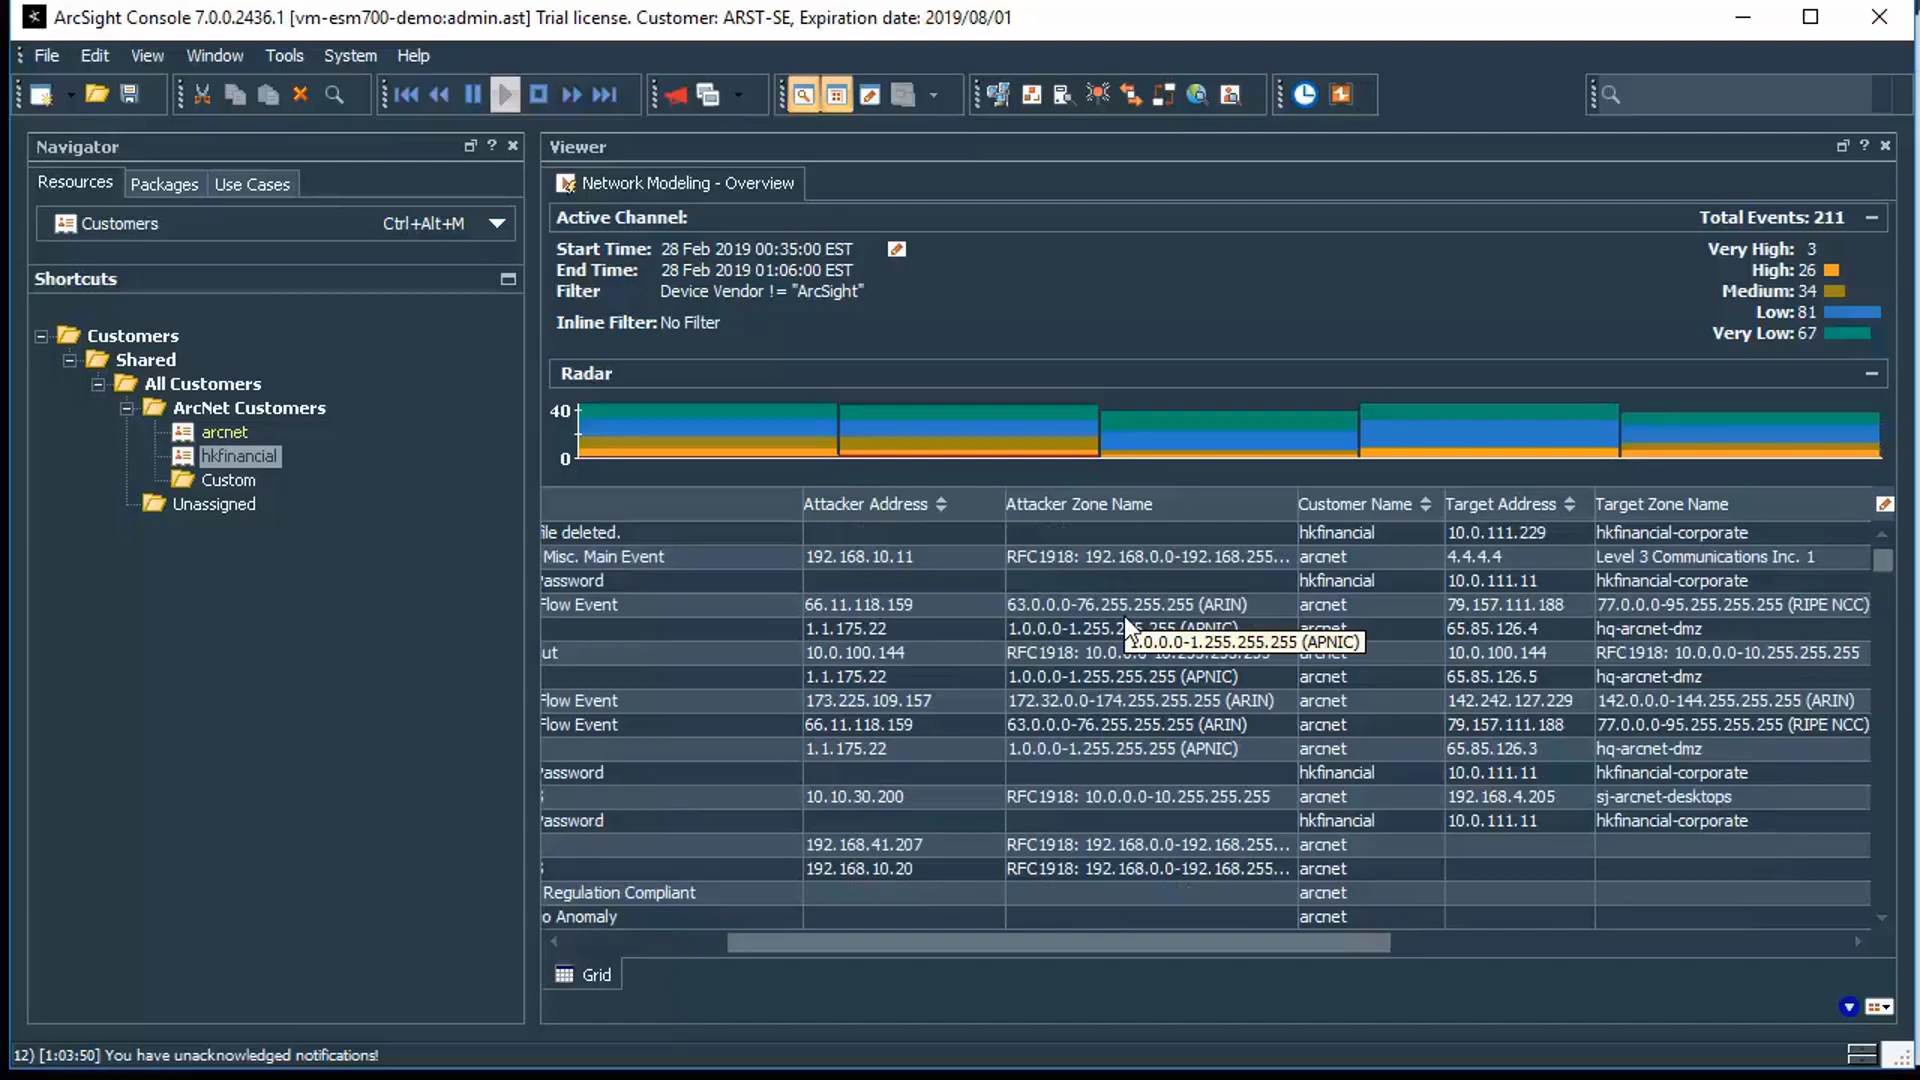 ArcSight Console 7.0.0.2436.1 [vm-esm700-demo:admin.ast] Trial license. Customer: ARST-SE, Expiration date: 2019/08/01
File Edit View Window Tools System Help
Navigator
Resources Packages Use Cases
Customers Ctrl+Alt+M
Shortcuts
Customers
Shared
All Customers
ArcNet Customers
arcnet
hkfinancial
Custom
Unassigned
Viewer
Network Modeling - Overview
Active Channel: Total Events: 211
Start Time: 28 Feb 2019 00:35:00 EST Very High: 3
End Time: 28 Feb 2019 01:06:00 EST High: 26
Filter Device Vendor != "ArcSight" Medium: 34
Low: 81
Inline Filter: No Filter Very Low: 67
Radar
40
0
Attacker Address Attacker Zone Name Customer Name Target Address Target Zone Name
ile deleted. hkfinancial 10.0.111.229 hkfinancial-corporate
Misc. Main Event 192.168.10.11 RFC1918: 192.168.0.0-192.168.255... arcnet 4.4.4.4 Level 3 Communications Inc. 1
assword hkfinancial 10.0.111.11 hkfinancial-corporate
Flow Event 66.11.118.159 63.0.0.0-76.255.255.255 (ARIN) arcnet 79.157.111.188 77.0.0.0-95.255.255.255 (RIPE NCC)
1.1.175.22 1.0.0.0-1.255.255.255 (APNIC) arcnet 65.85.126.4 hq-arcnet-dmz
1.0.0.0-1.255.255.255 (APNIC)
ut 10.0.100.144 RFC1918: 10.0.0.0-10.255.255.255 arcnet 10.0.100.144 RFC1918: 10.0.0.0-10.255.255.255
1.1.175.22 1.0.0.0-1.255.255.255 (APNIC) arcnet 65.85.126.5 hq-arcnet-dmz
Flow Event 173.225.109.157 172.32.0.0-174.255.255.255 (ARIN) arcnet 142.242.127.229 142.0.0.0-144.255.255.255 (ARIN)
Flow Event 66.11.118.159 63.0.0.0-76.255.255.255 (ARIN) arcnet 79.157.111.188 77.0.0.0-95.255.255.255 (RIPE NCC)
1.1.175.22 1.0.0.0-1.255.255.255 (APNIC) arcnet 65.85.126.3 hq-arcnet-dmz
assword hkfinancial 10.0.111.11 hkfinancial-corporate
10.10.30.200 RFC1918: 10.0.0.0-10.255.255.255 arcnet 192.168.4.205 sj-arcnet-desktops
assword hkfinancial 10.0.111.11 hkfinancial-corporate
192.168.41.207 RFC1918: 192.168.0.0-192.168.255... arcnet
192.168.10.20 RFC1918: 192.168.0.0-192.168.255... arcnet
Regulation Compliant arcnet
o Anomaly arcnet
Grid
12) [1:03:50] You have unacknowledged notifications!